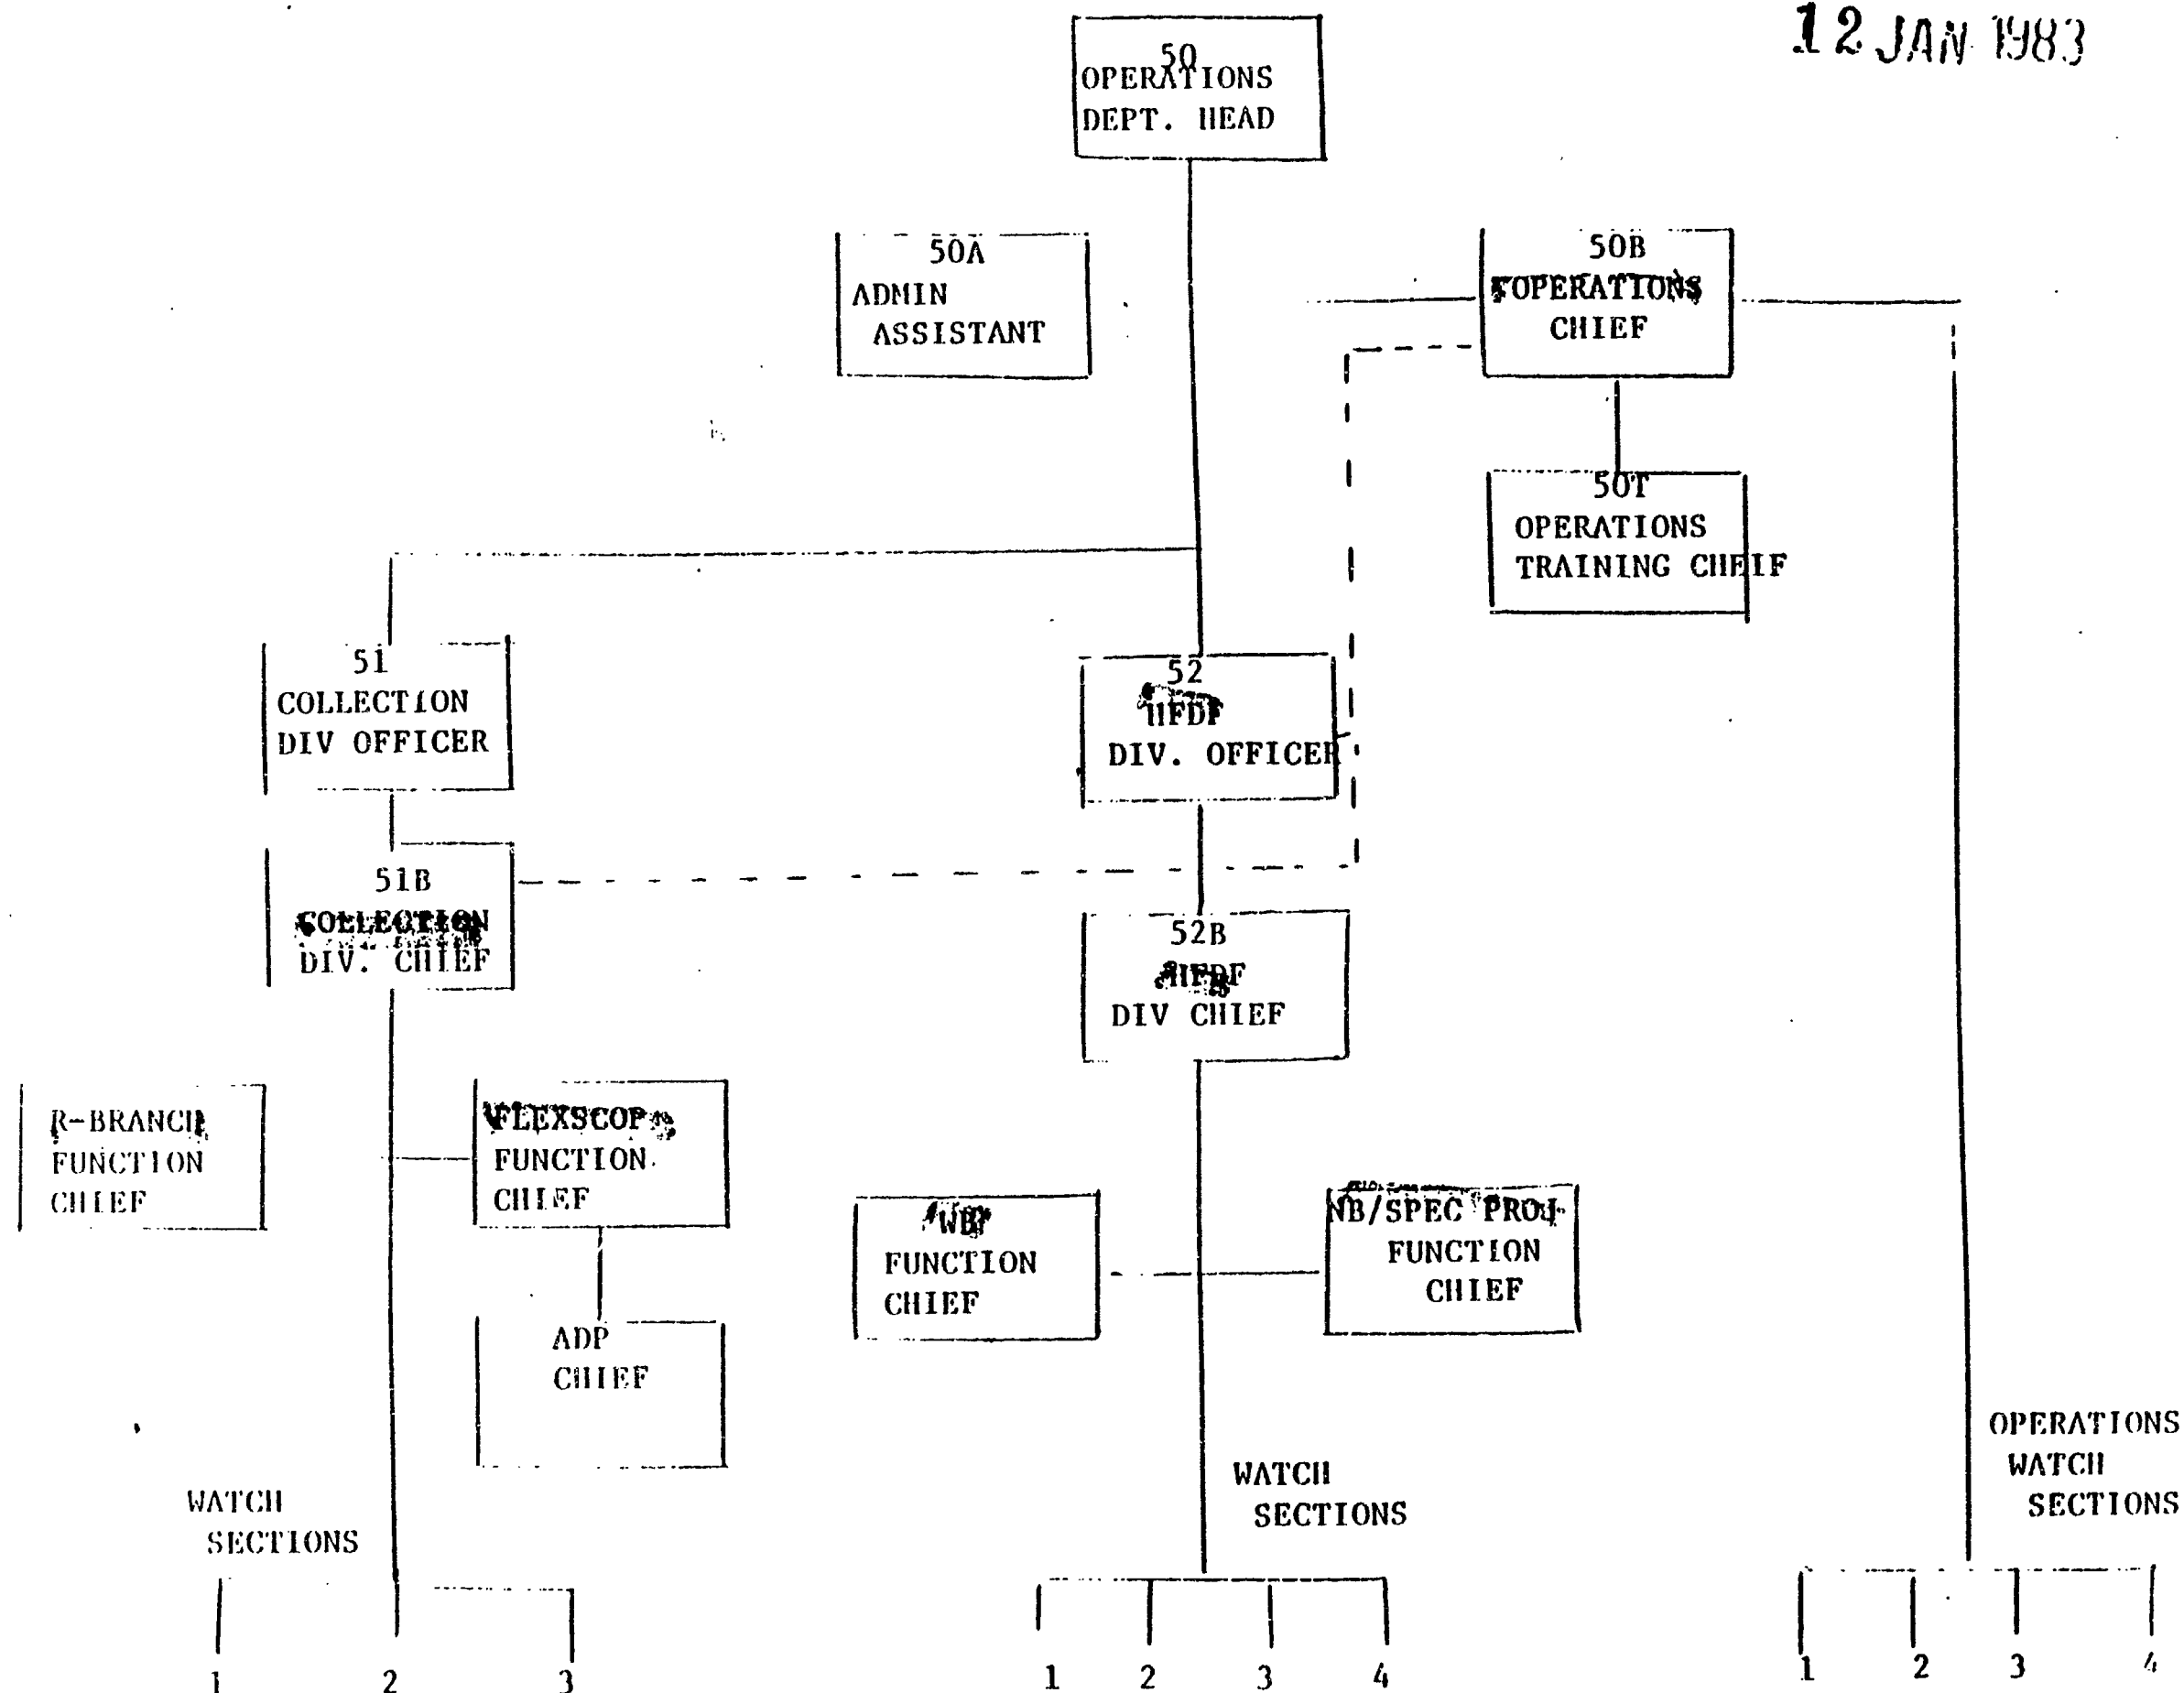 12 JAN 1983
50
OPERATIONS
DEPT. HEAD
50A
ADMIN
ASSISTANT
50B
OPERATIONS
CHIEF
50T
OPERATIONS
TRAINING CHEIF
51
COLLECTION
DIV OFFICER
52
HFDF
DIV. OFFICER
51B
COLLECTION
DIV. CHIEF
52B
HFDF
DIV CHIEF
R-BRANCH
FUNCTION
CHIEF
FLEXSCOP
FUNCTION
CHIEF
WB
FUNCTION
CHIEF
NB/SPEC PROJ
FUNCTION
CHIEF
ADP
CHIEF
WATCH
SECTIONS
1 2 3
WATCH
SECTIONS
1 2 3 4
OPERATIONS
WATCH
SECTIONS
1 2 3 4